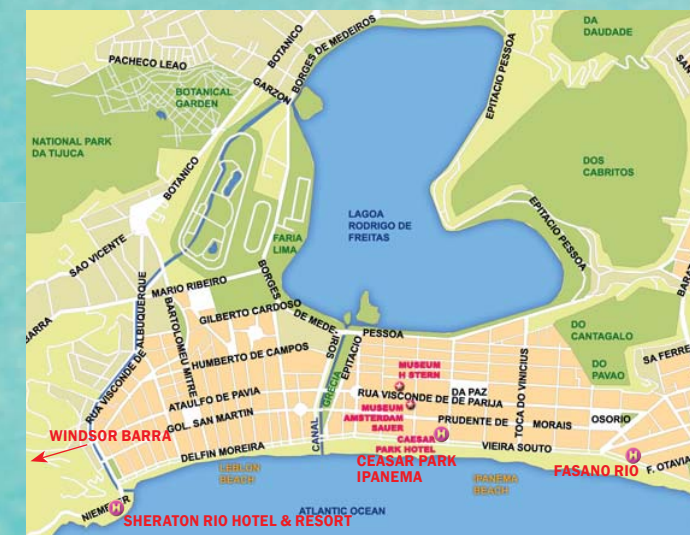 DA
DAUDADE
PACHECO LEAO
BOTANICO
BORGES DE MEDEIROS
EPITACIO PESSOA
SAN
GARZON
BOTANICAL
GARDEN
NATIONAL PARK
DA TIJUCA
BOTANICO
DOS
CABRITOS
LAGOA
RODRIGO DE
FREITAS
EPITACIO PESSOA
FARIA
LIMA
SAO VICENTE
BARRA
MARIO RIBEIRO
BORGES
DE MEDE-
IROS
BARAT
RUA VISCONDE DE ALBUQUERQUE
BARTOLOMEU MITRE
GILBERTO CARDOSO
PESSOA
EPITACIO
DO
CANTAGALO
SA FERRE
HUMBERTO DE CAMPOS
MUSEUM
H STERN
DO
PAVAO
TOCA DO VINICIUS
GRECIA
ATAULFO DE PAVIA
RUA VISCONDE DE
DA PAZ
DE PARIJA
MUSEUM
AMSTERDAM
SAUER
GOL. SAN MARTIN
PRUDENTE DE
MORAIS
OSORIO
CANAL
WINDSOR BARRA
DELFIN MOREIRA
CAESAR
PARK HOTEL
H
VIEIRA SOUTO
H
CEASAR PARK
IPANEMA
LEBLON
BEACH
IPANEMA
BEACH
FASANO RIO
F. OTAVIA
H
SHERATON RIO HOTEL & RESORT
ATLANTIC OCEAN